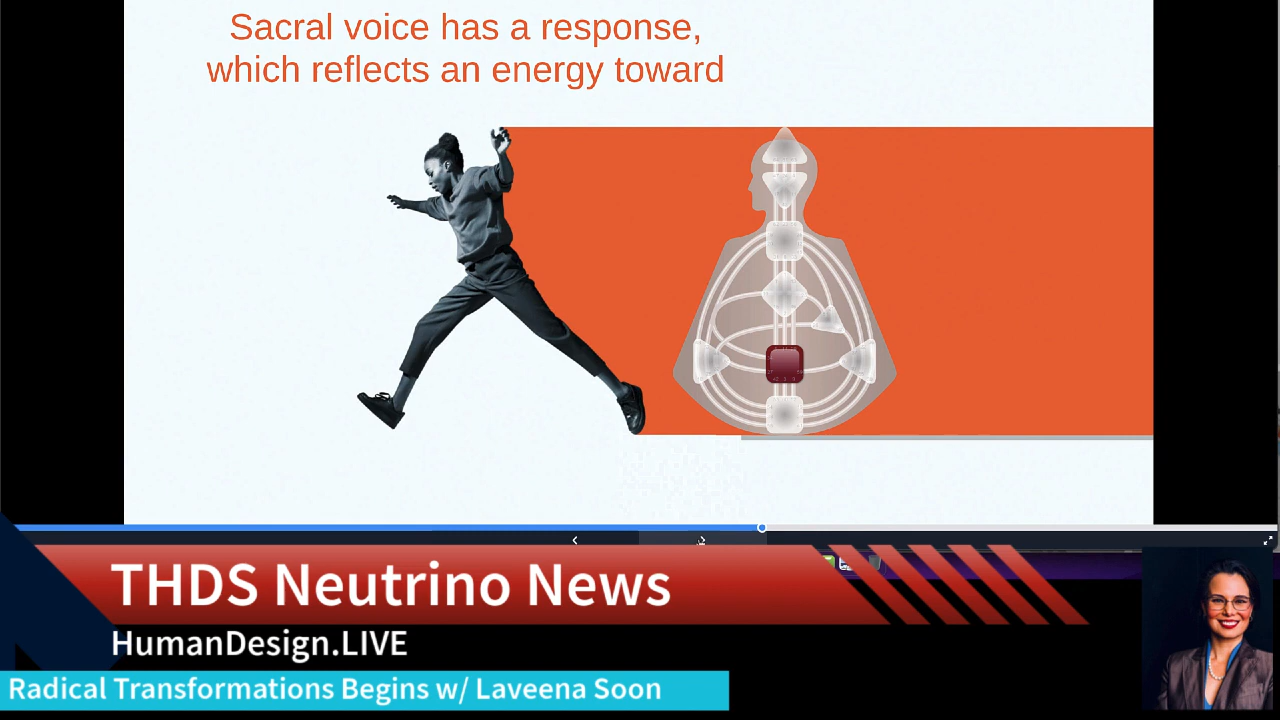 Sacral voice has a response,
which reflects an energy toward
THDS Neutrino News
HumanDesign.LIVE
Radical Transformations Begins w/ Laveena Soon